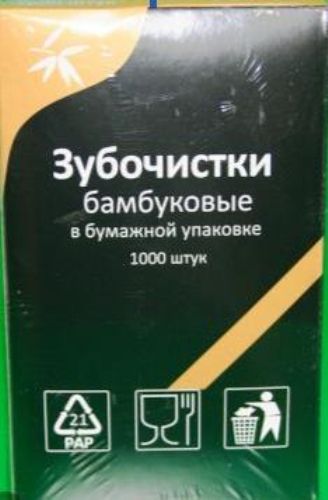 Зубочистки
бамбуковые
в бумажной упаковке
1000 штук
21
PAP